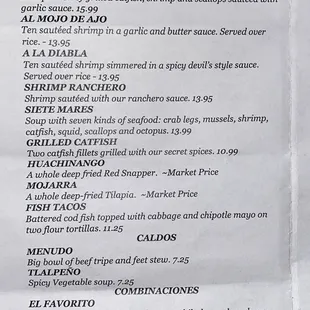 garlic sauce. 15.99
AL MOJO DE AJO
Ten sautéed shrimp in a garlic and butter sauce. Served over
rice. - 13.95
A LA DIABLA
Ten sautéed shrimp simmered in a spicy devil's style sauce.
Served over rice - 13.95
SHRIMP RANCHERO
Shrimp sautéed with our ranchero sauce. 13.95
SIETE MARES
Soup with seven kinds of seafood: crab legs, mussels, shrimp,
catfish, squid, scallops and octopus. 13.99
GRILLED CATFISH
Two catfish fillets grilled with our secret spices. 10.99
HUACHINANGO
A whole deep fried Red Snapper. ~Market Price
MOJARRA
A whole deep-fried Tilapia. ~Market Price
FISH TACOS
Battered cod fish topped with cabbage and chipotle mayo on
two flour tortillas. 11.25
CALDOS
MENUDO
Big bowl of beef tripe and feet stew. 7.25
TLALPEÑO
Spicy Vegetable soup. 7.25
COMBINACIONES
EL FAVORITO